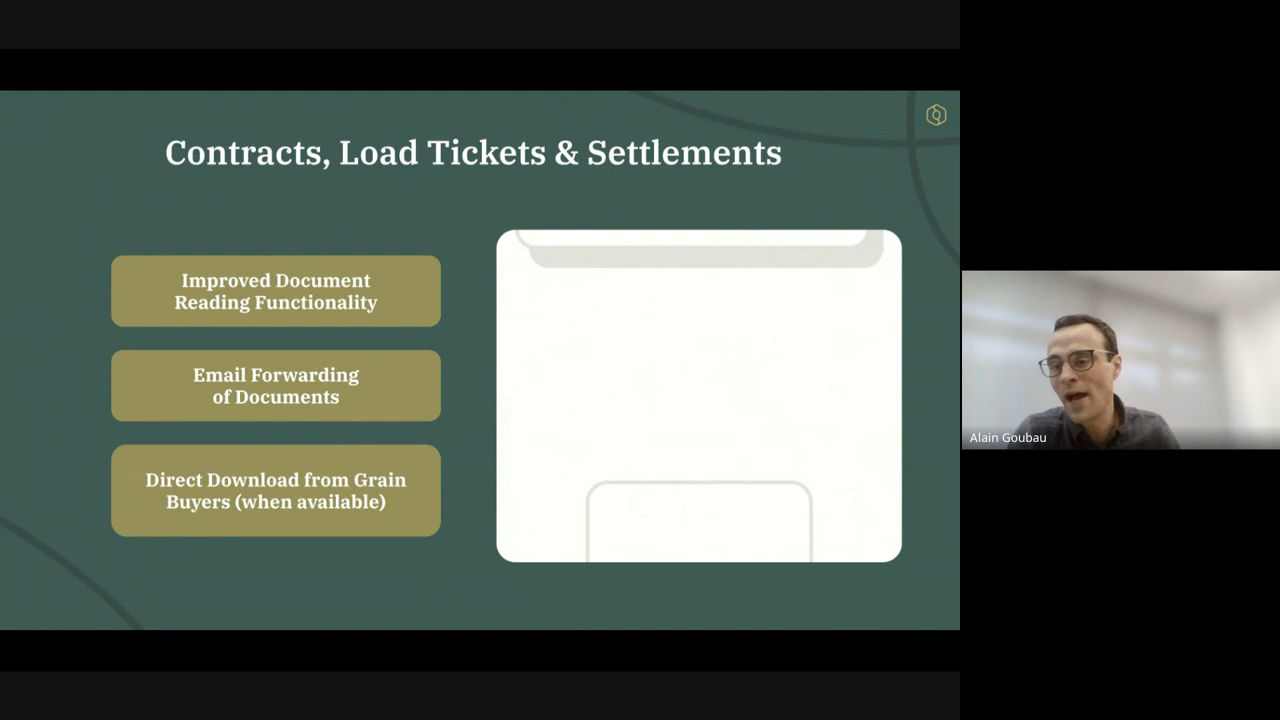 Contracts, Load Tickets & Settlements
Improved Document
Reading Functionality
Email Forwarding
of Documents
Direct Download from Grain
Buyers (when available)
Alain Goubau